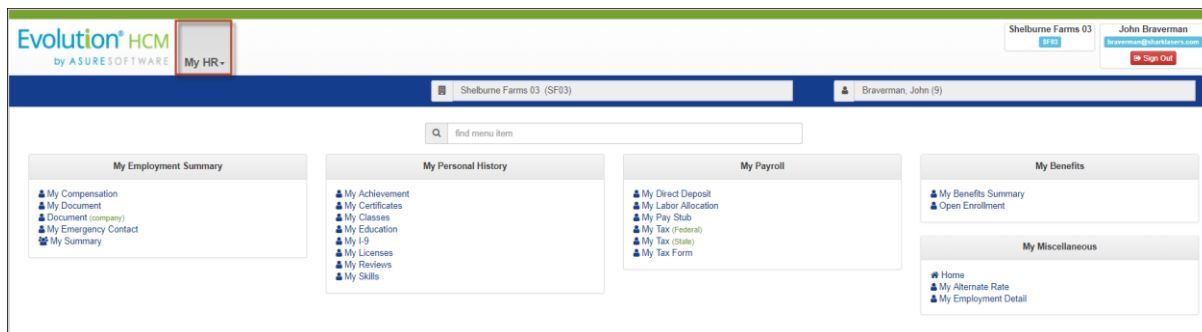 Evolution® HCM
by ASURESOFTWARE
My HR
Shelburne Farms 03
SF03
John Braverman
braverman@sharklasers.com
Sign Out
Shelburne Farms 03 (SF03)
Braverman, John (9)
find menu item
My Employment Summary
My Compensation
My Document
Document (company)
My Emergency Contact
My Summary
My Personal History
My Achievement
My Certificates
My Classes
My Education
My I-9
My Licenses
My Reviews
My Skills
My Payroll
My Direct Deposit
My Labor Allocation
My Pay Stub
My Tax (Federal)
My Tax (State)
My Tax Form
My Benefits
My Benefits Summary
Open Enrollment
My Miscellaneous
Home
My Alternate Rate
My Employment Detail